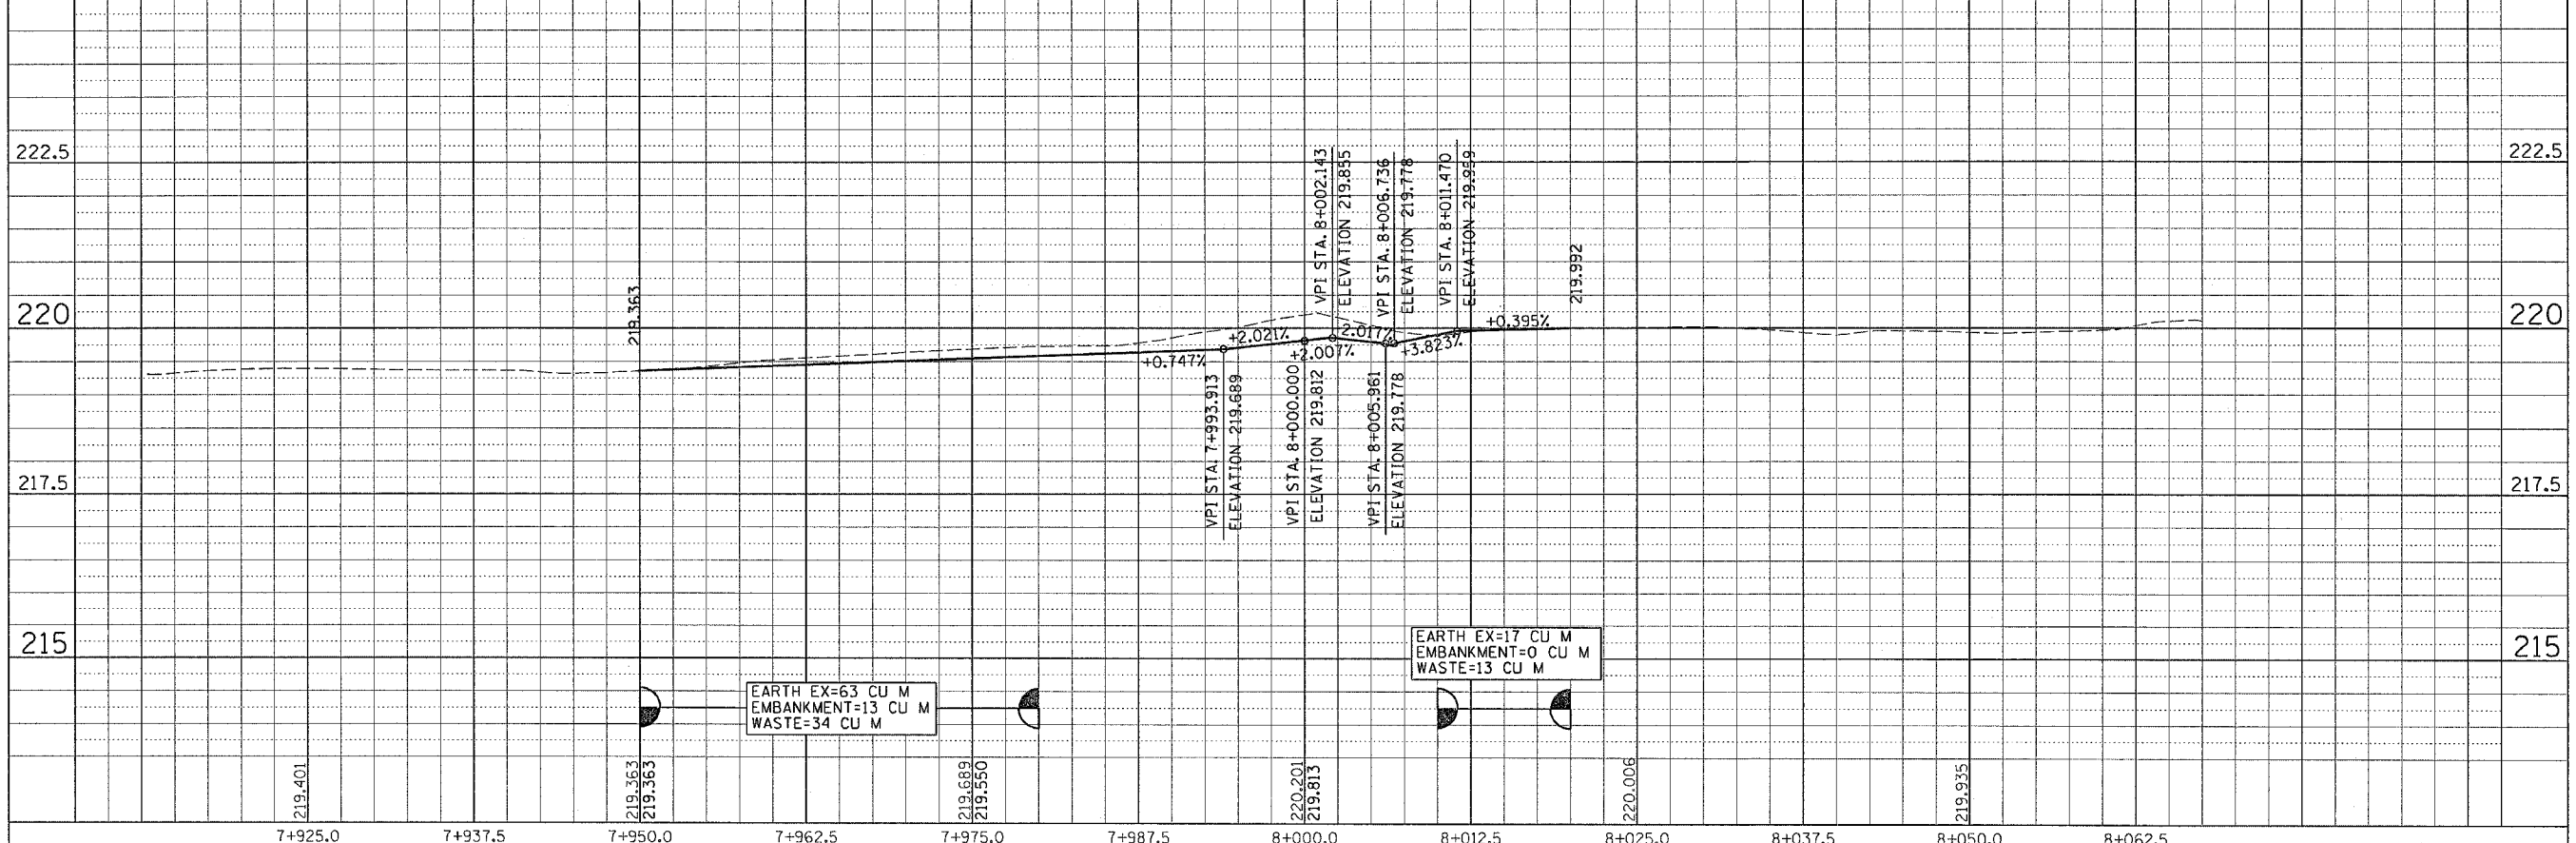 222.5
222.5
VPI STA. 8+002.143
ELEVATION 219.855
VPI STA. 8+006.736
ELEVATION 219.778
VPI STA. 8+011.470
ELEVATION 219.959
219.363
219.992
220
220
+0.747%
+2.021%
+2.007%
2.017%
+3.823%
+0.395%
VPI STA. 7+993.913
ELEVATION 219.689
VPI STA. 8+000.000
ELEVATION 219.812
VPI STA. 8+005.961
ELEVATION 219.778
217.5
217.5
215
215
EARTH EX=63 CU M
EMBANKMENT=13 CU M
WASTE=34 CU M
EARTH EX=17 CU M
EMBANKMENT=0 CU M
WASTE=13 CU M
219.401
219.363
219.363
219.689
219.550
220.201
219.813
220.006
219.935
7+925.0
7+937.5
7+950.0
7+962.5
7+975.0
7+987.5
8+000.0
8+012.5
8+025.0
8+037.5
8+050.0
8+062.5